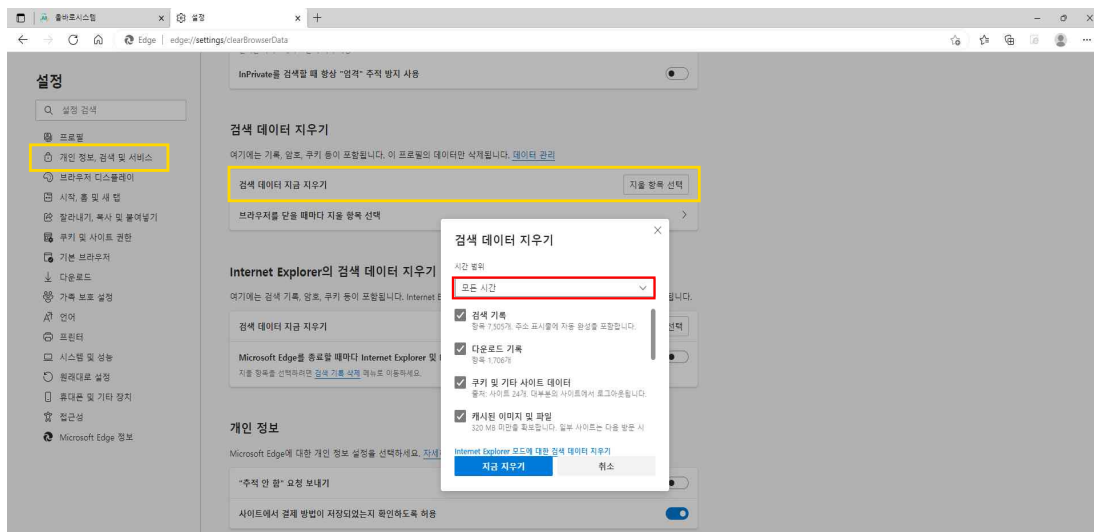 올바로시스템
설정
Edge
edge://settings/clearBrowserData
설정
설정 검색
프로필
개인 정보, 검색 및 서비스
브라우저 디스플레이
시작, 홈 및 새 탭
잘라내기, 복사 및 붙여넣기
쿠키 및 사이트 권한
기본 브라우저
다운로드
가족 보호 설정
언어
프린터
시스템 및 성능
원래대로 설정
휴대폰 및 기타 장치
접근성
Microsoft Edge 정보
InPrivate를 검색할 때 항상 "엄격" 추적 방지 사용
검색 데이터 지우기
여기에는 기록, 암호, 쿠키 등이 포함됩니다. 이 프로필의 데이터만 삭제됩니다. 데이터 관리
검색 데이터 지금 지우기
지울 항목 선택
브라우저를 닫을 때마다 지울 항목 선택
Internet Explorer의 검색 데이터 지우기
여기에는 검색 기록, 암호, 쿠키 등이 포함됩니다. Internet E
됩니다.
검색 데이터 지금 지우기
선택
Microsoft Edge를 종료할 때마다 Internet Explorer 및
지울 항목을 선택하려면 검색 기록 삭제 메뉴로 이동하세요.
개인 정보
Microsoft Edge에 대한 개인 정보 설정을 선택하세요. 자세
"추적 안 함" 요청 보내기
사이트에서 결제 방법이 저장되었는지 확인하도록 허용
검색 데이터 지우기
시간 범위
모든 시간
검색 기록
항목 7,505개. 주소 표시줄에 자동 완성을 포함합니다.
다운로드 기록
항목 1,706개
쿠키 및 기타 사이트 데이터
출처: 사이트 24개. 대부분의 사이트에서 로그아웃됩니다.
캐시된 이미지 및 파일
320 MB 미만을 확보합니다. 일부 사이트는 다음 방문 시
Internet Explorer 모드에 대한 검색 데이터 지우기
지금 지우기
취소